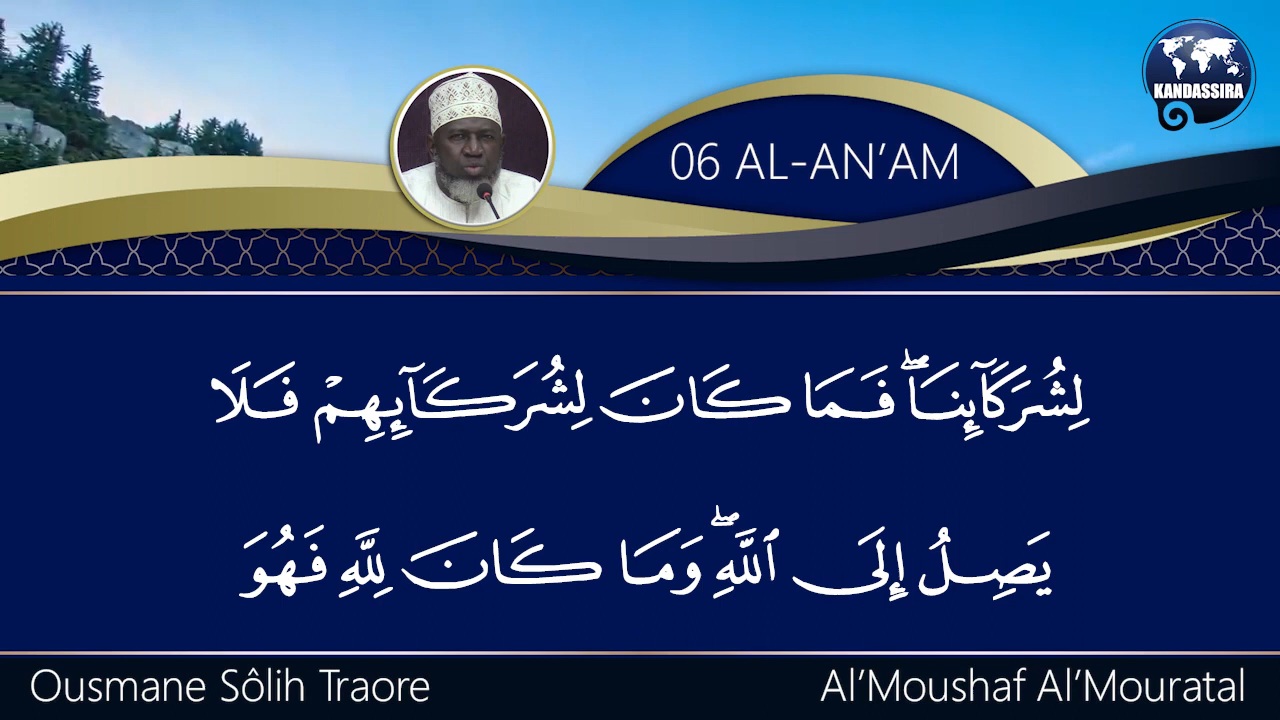 KANDASSIRA
06 AL-AN’AM
لِشُرَكَآئِنَاۖ فَمَا كَانَ لِشُرَكَآئِهِمْ فَلَا
يَصِلُ إِلَى ٱللَّهِۖ وَمَا كَانَ لِلَّهِ فَهُوَ
Ousmane Sôlih Traore
Al’Moushaf Al’Mouratal